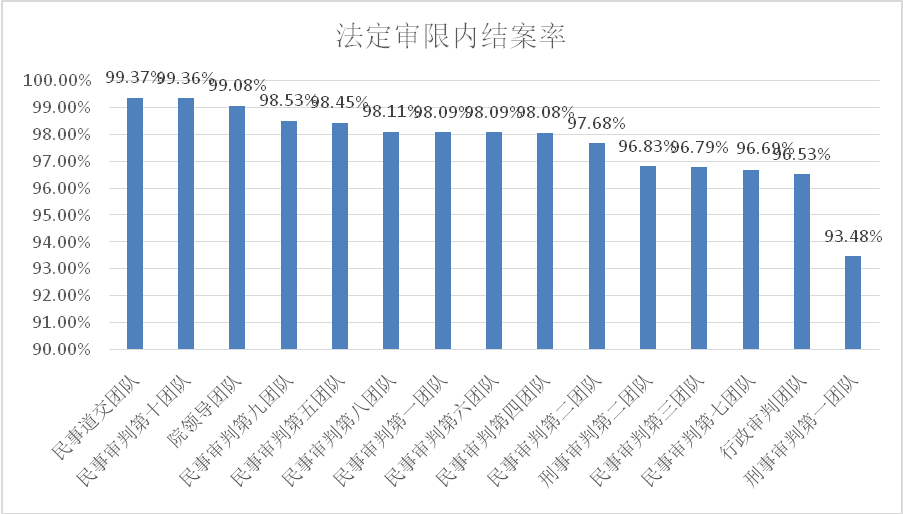 法定审限内结案率
100.00%
99.00%
98.00%
97.00%
96.00%
95.00%
94.00%
93.00%
92.00%
91.00%
90.00%
99.37%
99.36%
99.08%
98.53%
98.45%
98.11%
98.09%
98.09%
98.08%
97.68%
96.83%
96.79%
96.69%
96.53%
93.48%
民事道交团队
民事审判第十团队
院领导团队
民事审判第九团队
民事审判第五团队
民事审判第八团队
民事审判第一团队
民事审判第六团队
民事审判第四团队
民事审判第二团队
刑事审判第二团队
民事审判第三团队
民事审判第七团队
行政审判团队
刑事审判第一团队